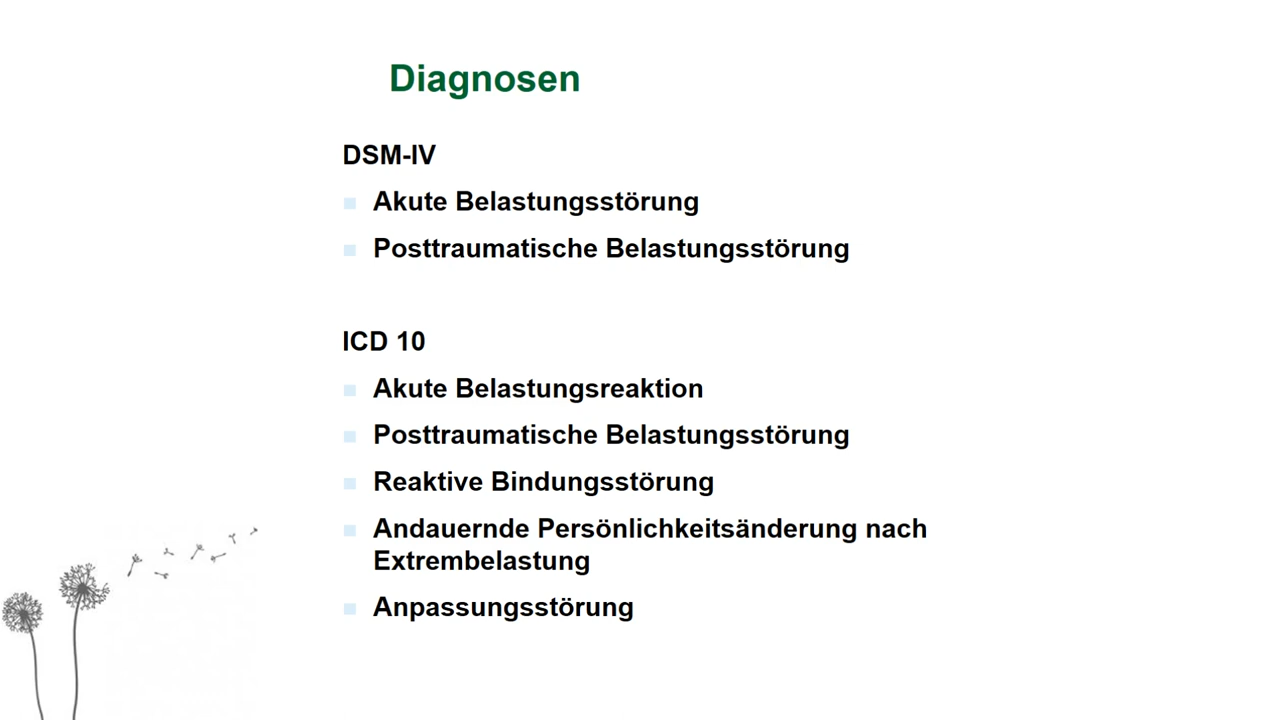 Diagnosen
DSM-IV
Akute Belastungsstörung
Posttraumatische Belastungsstörung
ICD 10
Akute Belastungsreaktion
Posttraumatische Belastungsstörung
Reaktive Bindungsstörung
Andauernde Persönlichkeitsänderung nach
Extrembelastung
Anpassungsstörung